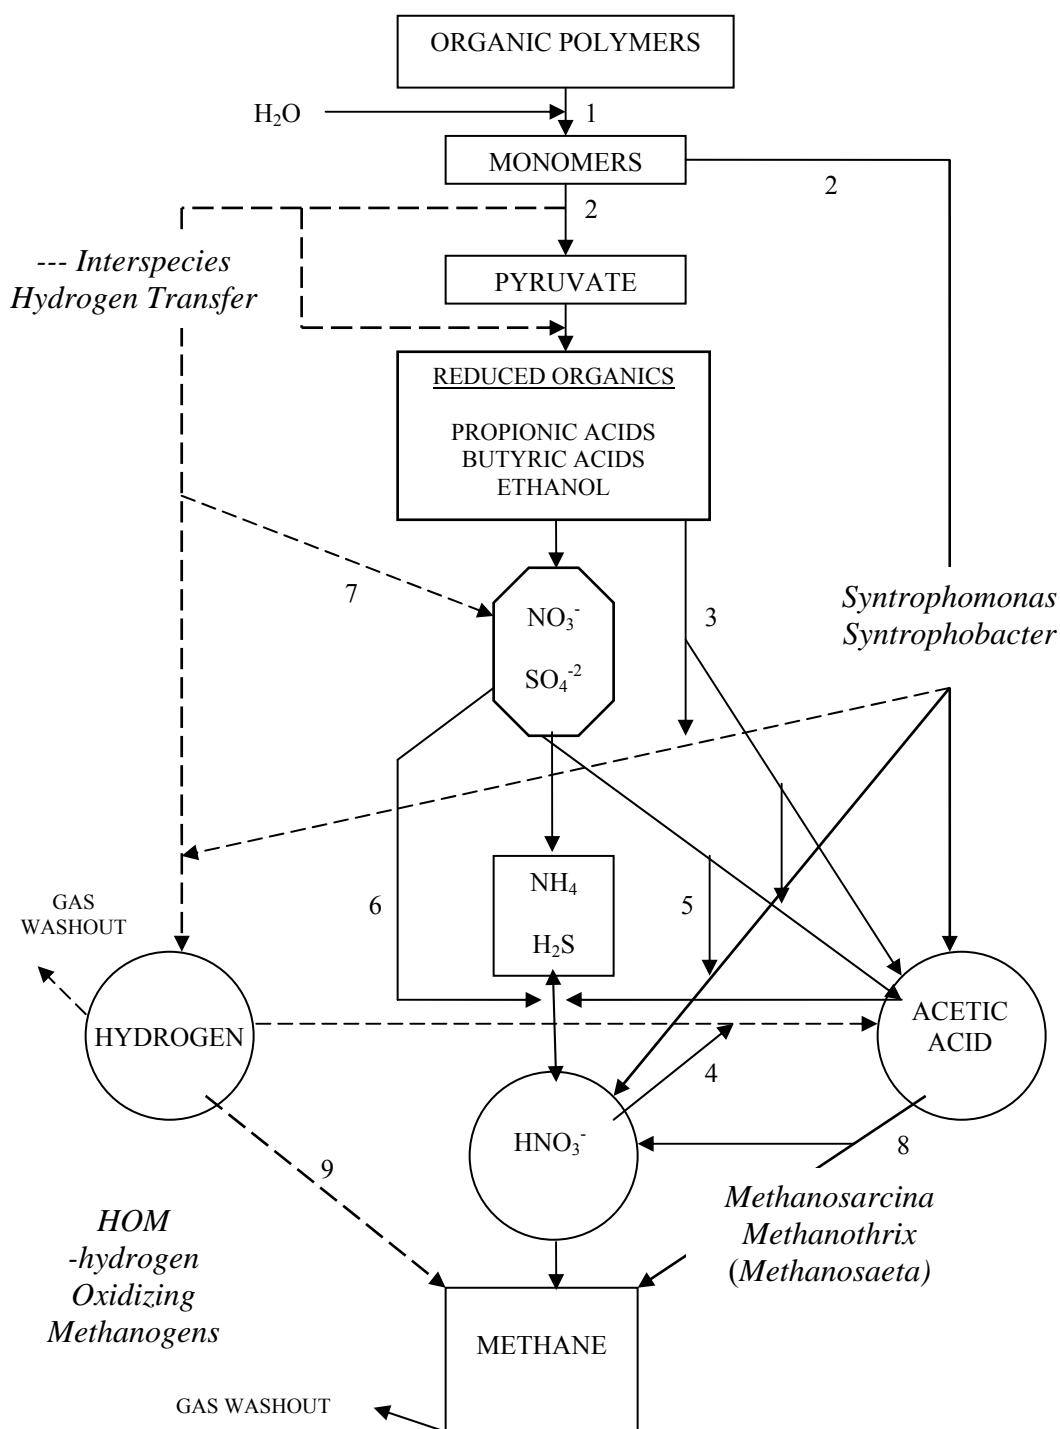 ORGANIC POLYMERS
H₂O
1
MONOMERS
2
2
--- Interspecies
Hydrogen Transfer
PYRUVATE
REDUCED ORGANICS
PROPIONIC ACIDS
BUTYRIC ACIDS
ETHANOL
7
NO₃⁻
SO₄⁻²
3
Syntrophomonas
Syntrophobacter
GAS
WASHOUT
6
NH₄
H₂S
5
HYDROGEN
ACETIC
ACID
4
HNO₃⁻
8
9
HOM
-hydrogen
Oxidizing
Methanogens
Methanosarcina
Methanothrix
(Methanosaeta)
METHANE
GAS WASHOUT